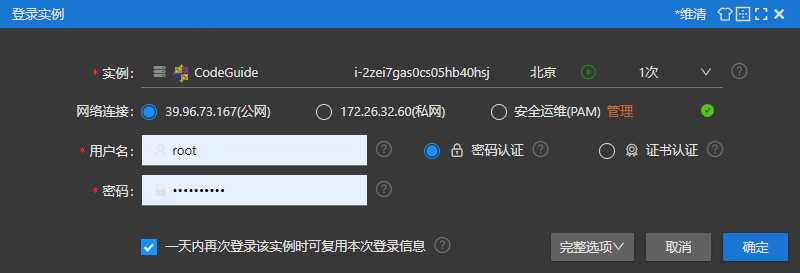 登录实例 *维清
* 实例: CodeGuide i-2zei7gas0cs05hb40hsj 北京 1次 ?
网络连接: 39.96.73.167(公网) 172.26.32.60(私网) 安全运维(PAM) 管理
* 用户名: root ? 密码认证 ? 证书认证 ?
* 密码: •••••••••• ?
一天内再次登录该实例时可复用本次登录信息 ? 完整选项 取消 确定